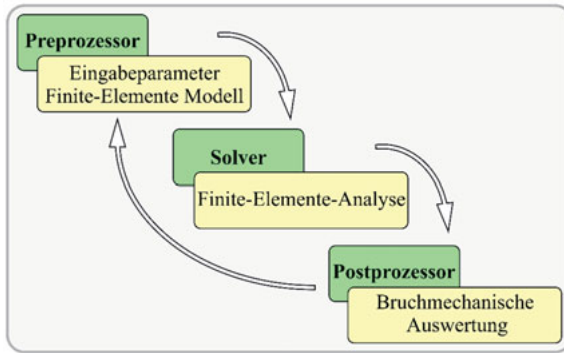 Preprozessor
Eingabeparameter
Finite-Elemente Modell
Solver
Finite-Elemente-Analyse
Postprozessor
Bruchmechanische
Auswertung